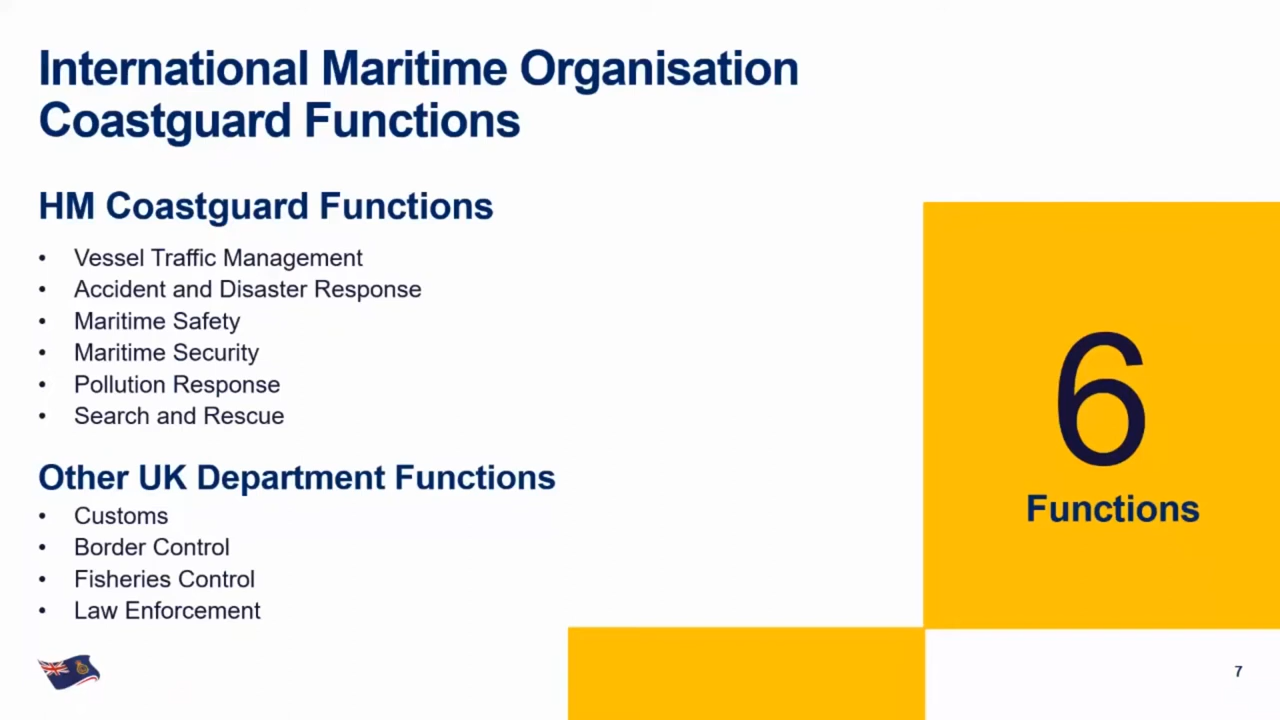 International Maritime Organisation
Coastguard Functions
HM Coastguard Functions
• Vessel Traffic Management
• Accident and Disaster Response
• Maritime Safety
• Maritime Security
• Pollution Response
• Search and Rescue
Other UK Department Functions
• Customs
• Border Control
• Fisheries Control
• Law Enforcement
6
Functions
7